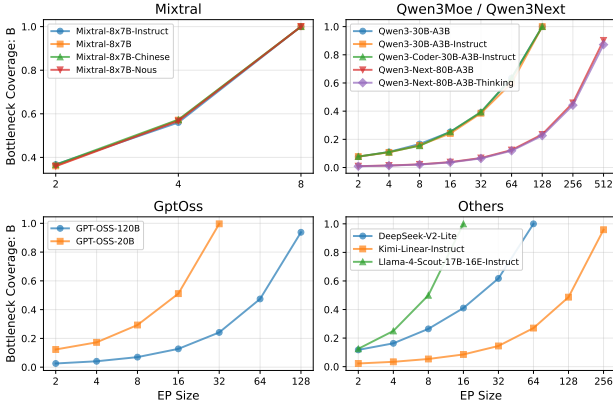 Mixtral
Bottleneck Coverage: B
1.0
0.8
0.6
0.4
Mixtral-8x7B-Instruct
Mixtral-8x7B
Mixtral-8x7B-Chinese
Mixtral-8x7B-Nous
2 4 8
Qwen3Moe / Qwen3Next
1.0
0.8
0.6
0.4
0.2
0.0
Qwen3-30B-A3B
Qwen3-30B-A3B-Instruct
Qwen3-Coder-30B-A3B-Instruct
Qwen3-Next-80B-A3B
Qwen3-Next-80B-A3B-Thinking
2 4 8 16 32 64 128 256 512
GptOss
Bottleneck Coverage: B
1.0
0.8
0.6
0.4
0.2
0.0
GPT-OSS-120B
GPT-OSS-20B
2 4 8 16 32 64 128
EP Size
Others
1.0
0.8
0.6
0.4
0.2
0.0
DeepSeek-V2-Lite
Kimi-Linear-Instruct
Llama-4-Scout-17B-16E-Instruct
2 4 8 16 32 64 128 256
EP Size